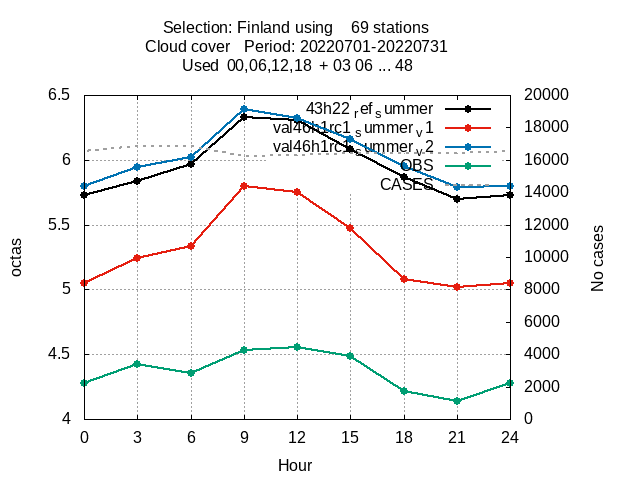 Selection: Finland using 69 stations
Cloud cover Period: 20220701-20220731
Used 00,06,12,18 + 03 06 ... 48
6.5
6
5.5
5
4.5
4
octas
20000
18000
16000
14000
12000
10000
8000
6000
4000
2000
0
No cases
43h22_ref_summer
val46h1rc1_summer_v1
val46h1rc1_summer_v2
OBS
CASES
0 3 6 9 12 15 18 21 24
Hour